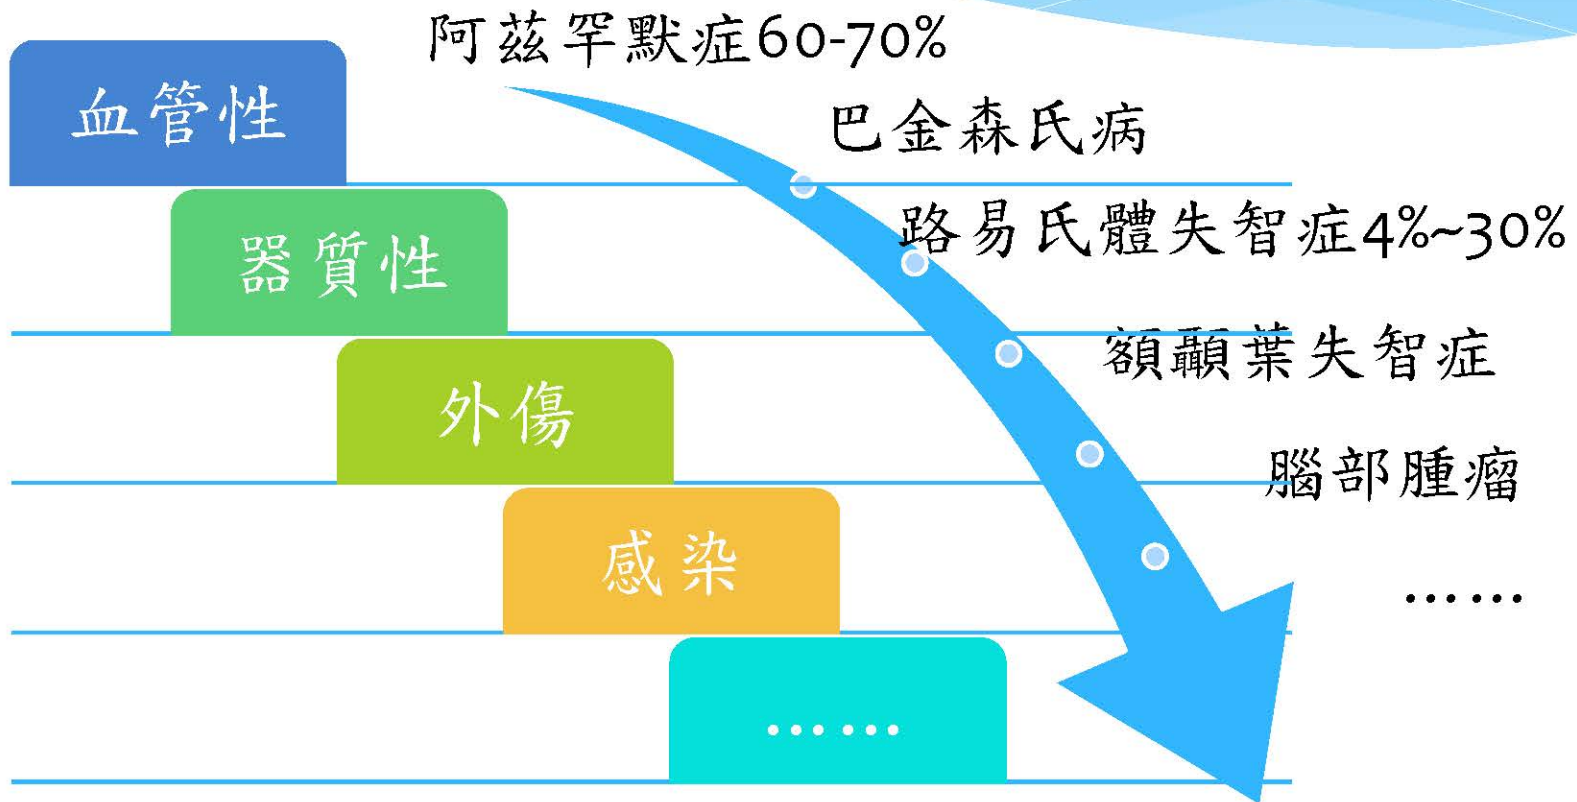 阿茲罕默症60-70%
血管性
巴金森氏病
路易氏體失智症4%~30%
器質性
額顳葉失智症
外傷
腦部腫瘤
感染
……
……